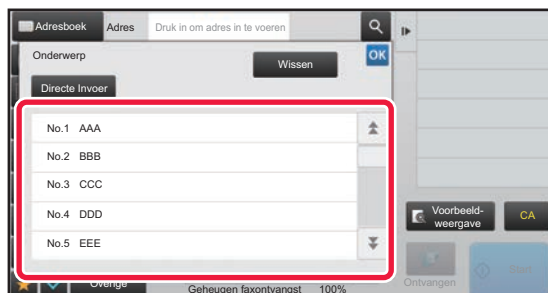 Adresboek Adres Druk in om adres in te voeren
Onderwerp Wissen OK
Directe Invoer
No.1 AAA
No.2 BBB
No.3 CCC
No.4 DDD
No.5 EEE
Voorbeeld-
weergave
CA
Ontvangen Start
Overige
Geheugen faxontvangst 100%